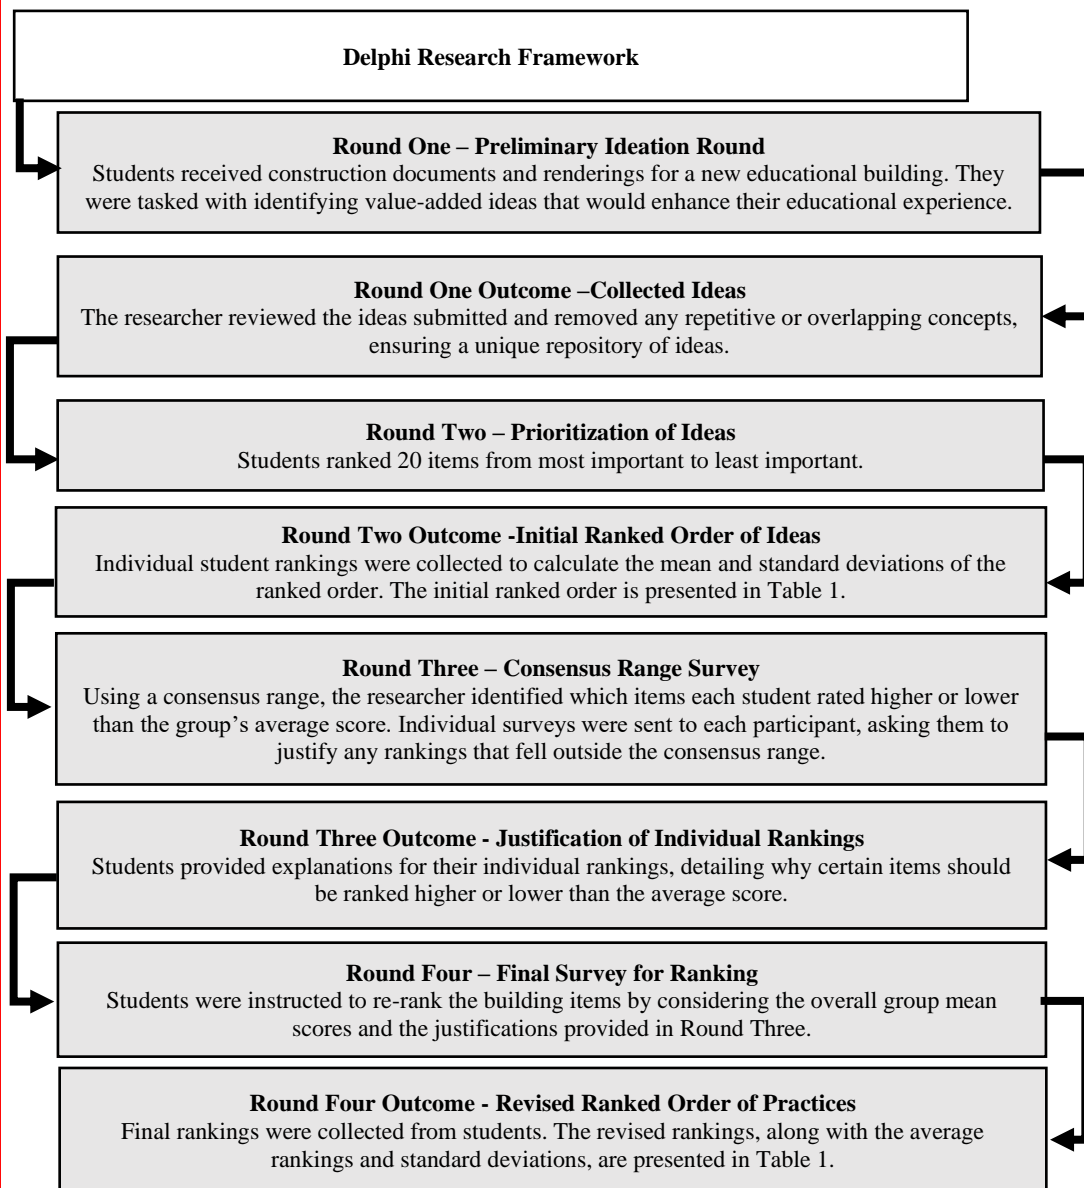 Delphi Research Framework
Round One – Preliminary Ideation Round
Students received construction documents and renderings for a new educational building. They
were tasked with identifying value-added ideas that would enhance their educational experience.
Round One Outcome –Collected Ideas
The researcher reviewed the ideas submitted and removed any repetitive or overlapping concepts,
ensuring a unique repository of ideas.
Round Two – Prioritization of Ideas
Students ranked 20 items from most important to least important.
Round Two Outcome -Initial Ranked Order of Ideas
Individual student rankings were collected to calculate the mean and standard deviations of the
ranked order. The initial ranked order is presented in Table 1.
Round Three – Consensus Range Survey
Using a consensus range, the researcher identified which items each student rated higher or lower
than the group’s average score. Individual surveys were sent to each participant, asking them to
justify any rankings that fell outside the consensus range.
Round Three Outcome - Justification of Individual Rankings
Students provided explanations for their individual rankings, detailing why certain items should
be ranked higher or lower than the average score.
Round Four – Final Survey for Ranking
Students were instructed to re-rank the building items by considering the overall group mean
scores and the justifications provided in Round Three.
Round Four Outcome - Revised Ranked Order of Practices
Final rankings were collected from students. The revised rankings, along with the average
rankings and standard deviations, are presented in Table 1.